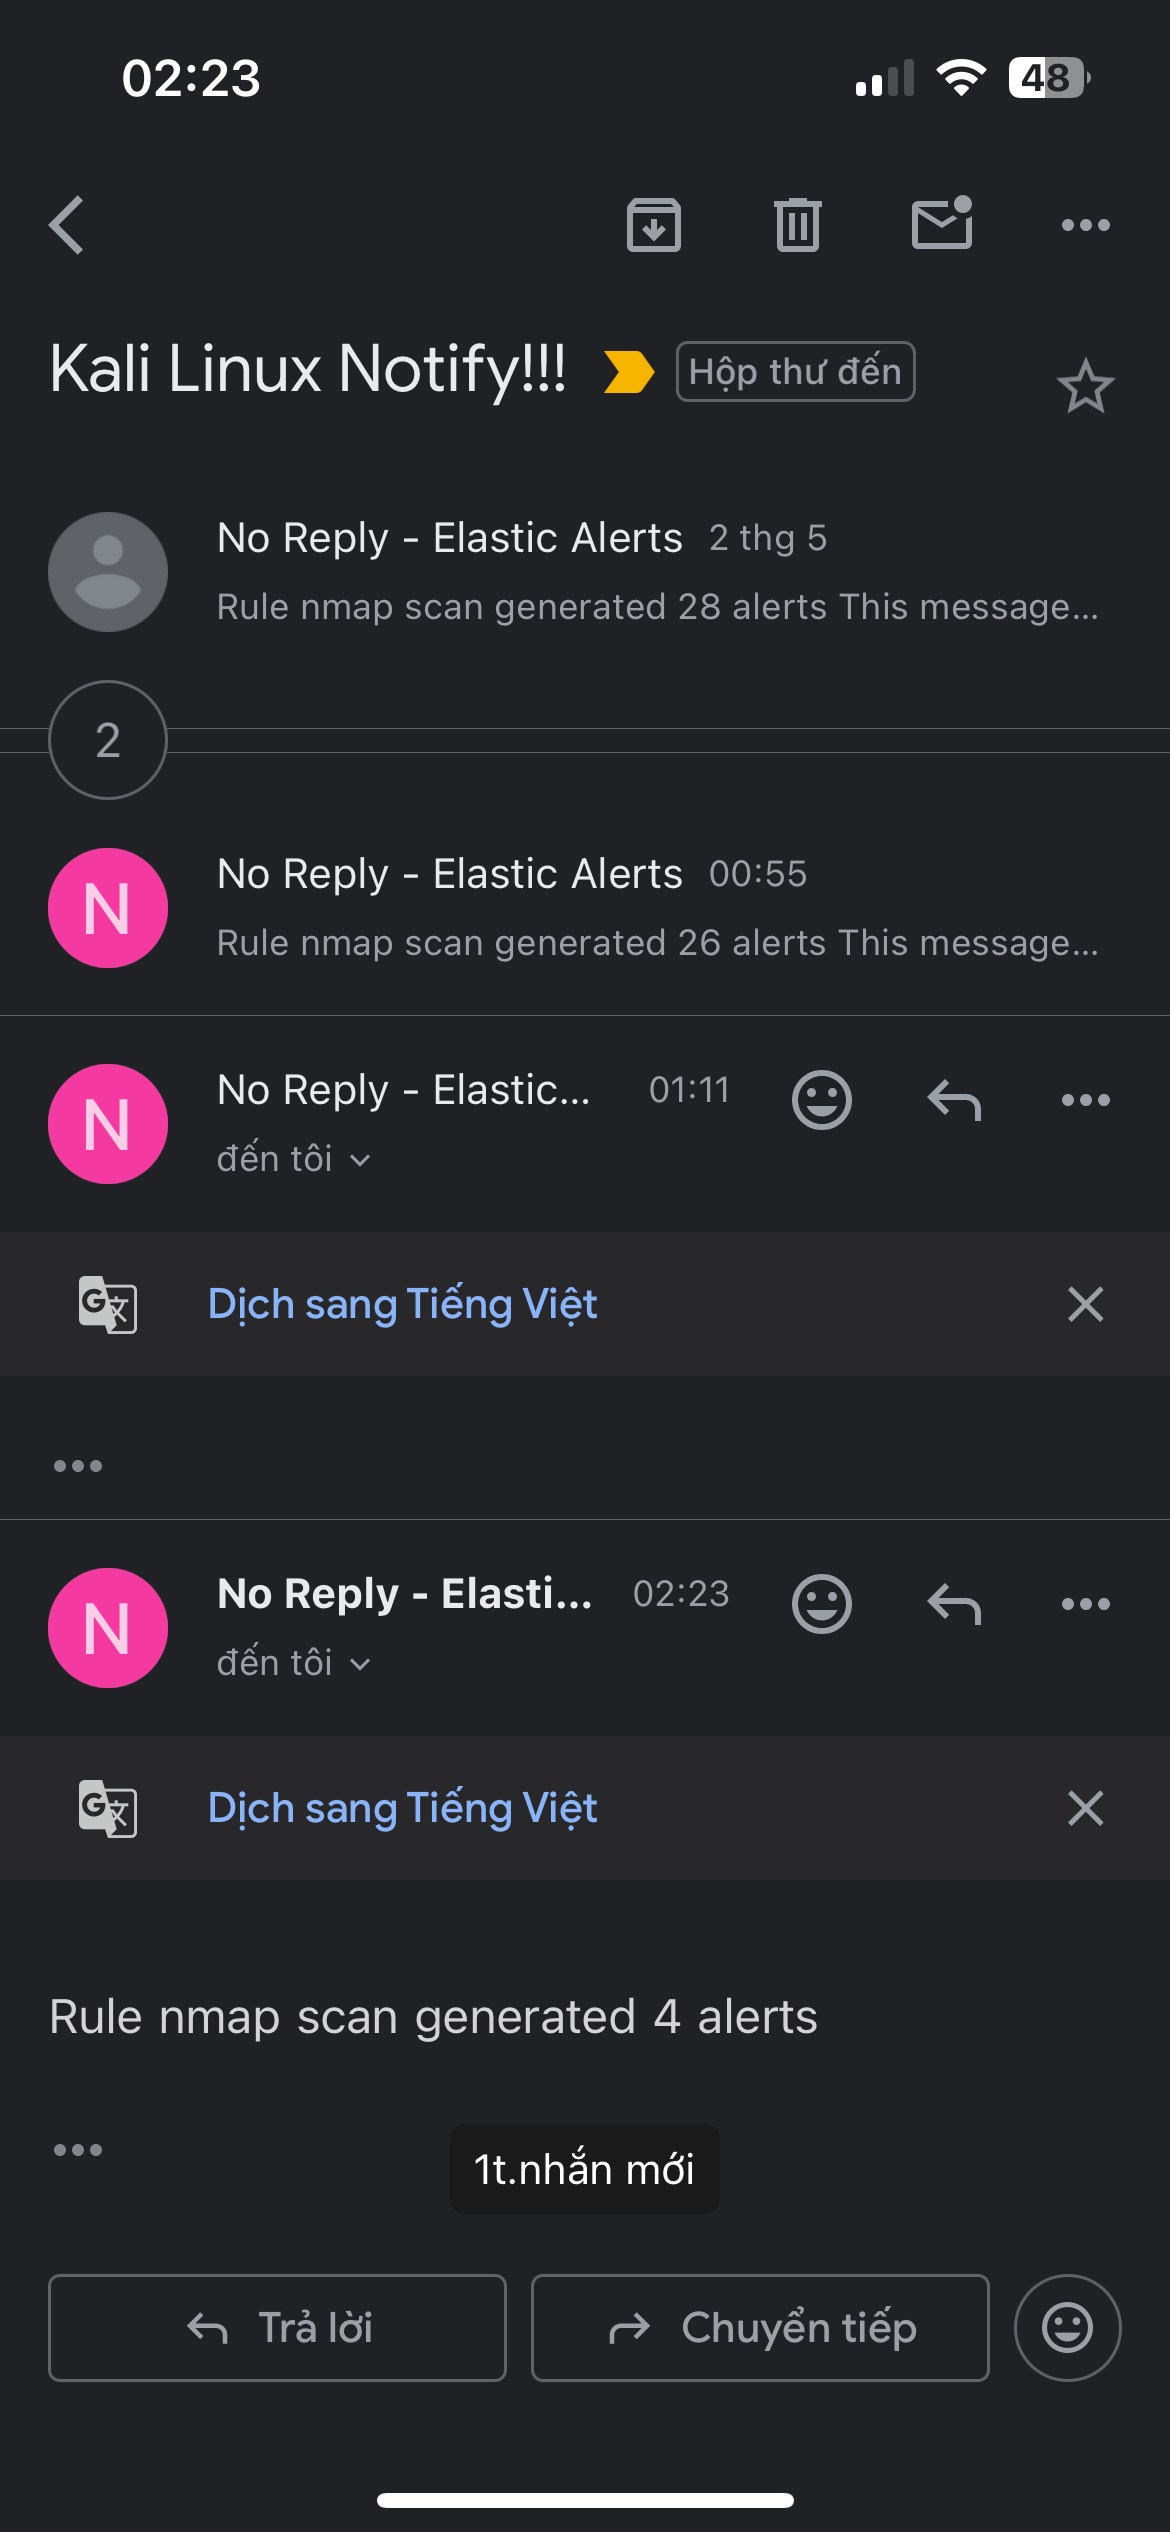 02:23
48
Kali Linux Notify!!!
Hộp thư đến
No Reply - Elastic Alerts 2 thg 5
Rule nmap scan generated 28 alerts This message...
2
N
No Reply - Elastic Alerts 00:55
Rule nmap scan generated 26 alerts This message...
N
No Reply - Elastic... 01:11
đến tôi
Dịch sang Tiếng Việt
N
No Reply - Elasti... 02:23
đến tôi
Dịch sang Tiếng Việt
Rule nmap scan generated 4 alerts
1t.nhắn mới
Trả lời
Chuyển tiếp